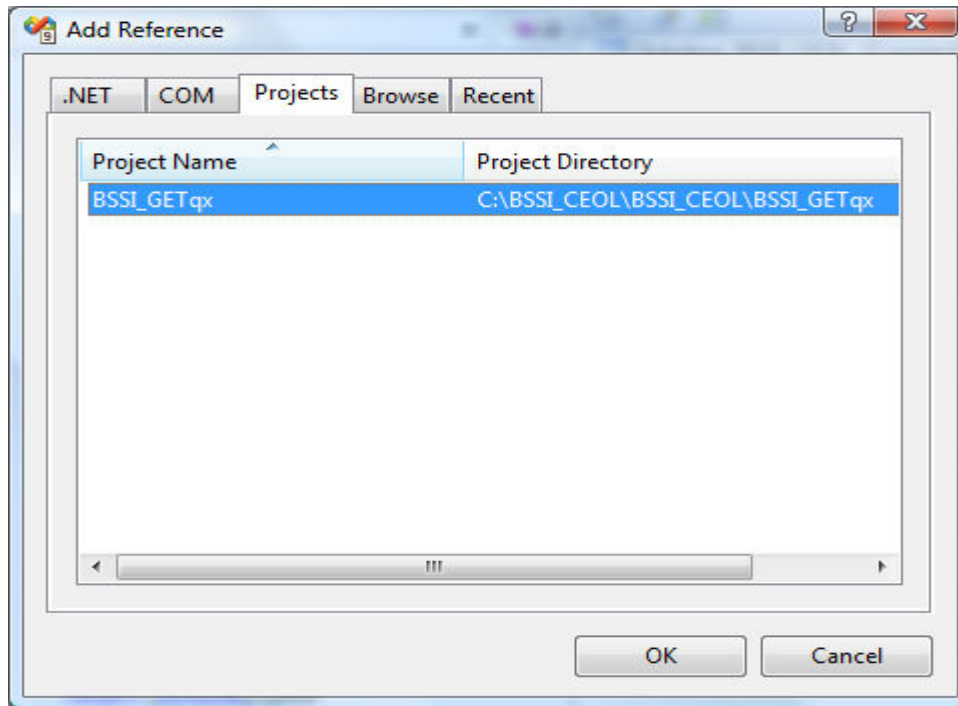 Add Reference
.NET COM Projects Browse Recent
Project Name Project Directory
BSSI_GETqx C:\BSSI_CEOL\BSSI_CEOL\BSSI_GETqx
OK Cancel